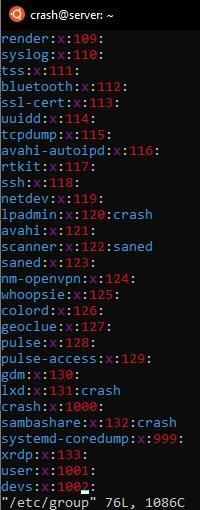 crash@server: ~
render:x:109:
syslog:x:110:
tss:x:111:
bluetooth:x:112:
ssl-cert:x:113:
uuidd:x:114:
tcpdump:x:115:
avahi-autoipd:x:116:
rtkit:x:117:
ssh:x:118:
netdev:x:119:
lpadmin:x:120:crash
avahi:x:121:
scanner:x:122:saned
saned:x:123:
nm-openvpn:x:124:
whoopsie:x:125:
colord:x:126:
geoclue:x:127:
pulse:x:128:
pulse-access:x:129:
gdm:x:130:
lxd:x:131:crash
crash:x:1000:
sambashare:x:132:crash
systemd-coredump:x:999:
xrdp:x:133:
user:x:1001:
devs:x:1002:
"/etc/group" 76L, 1086C